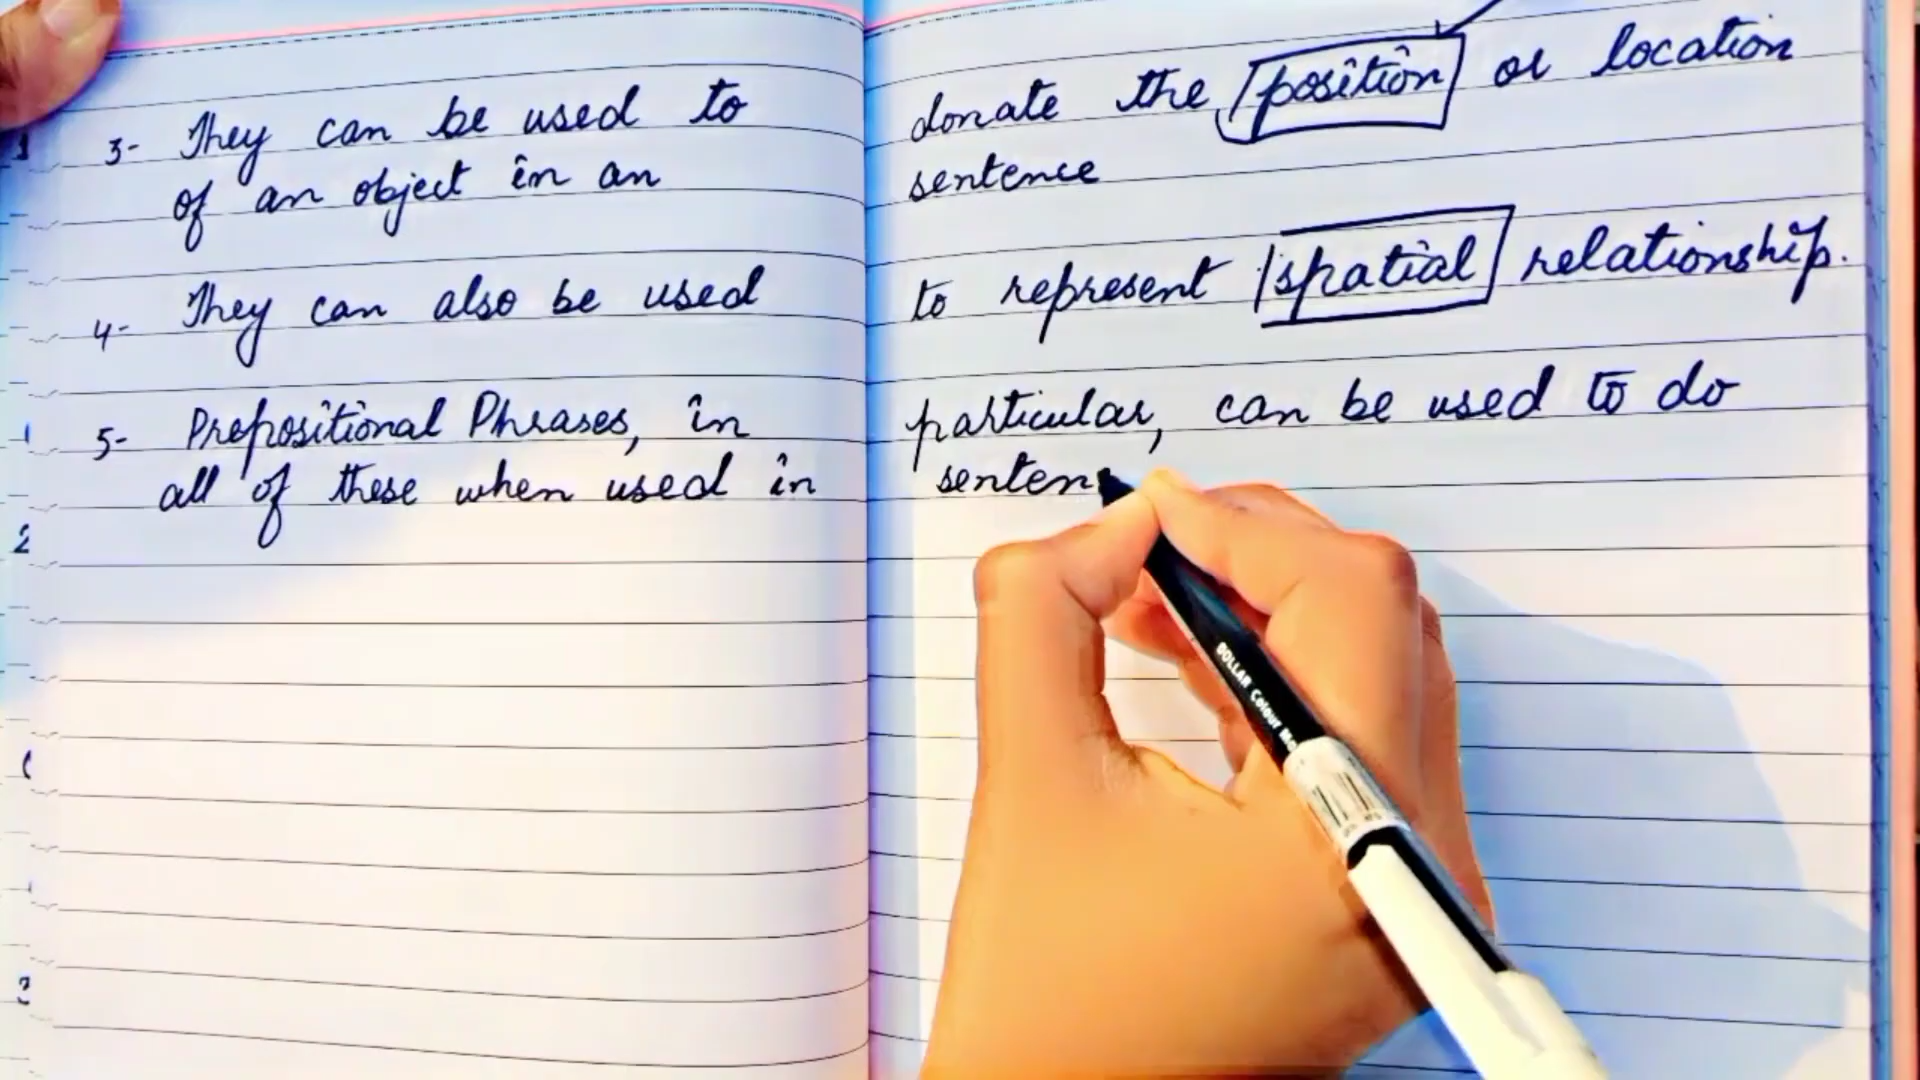 3- They can be used to donate the position or location
of an object in an sentence
4- They can also be used to represent spatial relationship.
5- Prepositional Phrases, in particular, can be used to do
all of these when used in senten
DOLLAR Colour